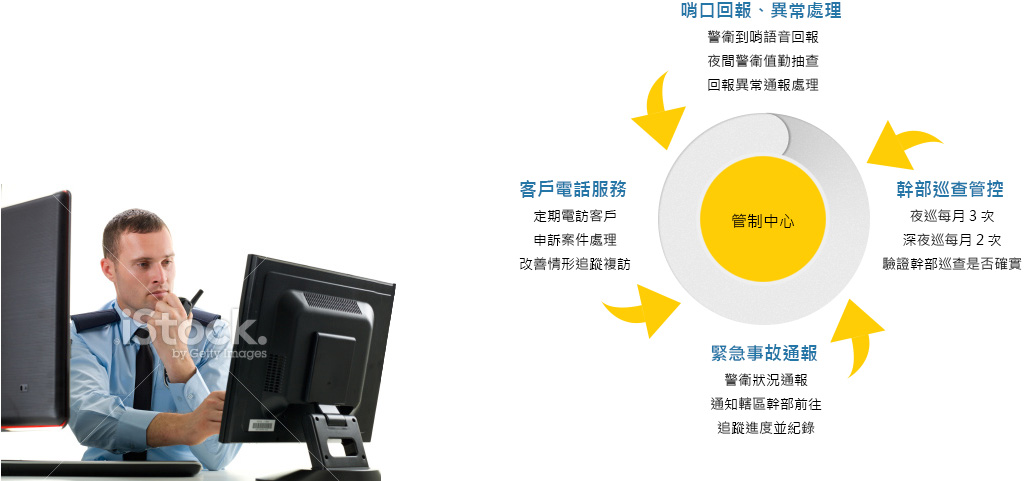 哨口回報、異常處理
警衛到哨語音回報
夜間警衛值勤抽查
回報異常通報處理
客戶電話服務
定期電訪客戶
申訴案件處理
改善情形追蹤複訪
管制中心
幹部巡查管控
夜巡每月 3 次
深夜巡每月 2 次
驗證幹部巡查是否確實
緊急事故通報
警衛狀況通報
通知轄區幹部前往
追蹤進度並紀錄
iStock.
by Getty Images